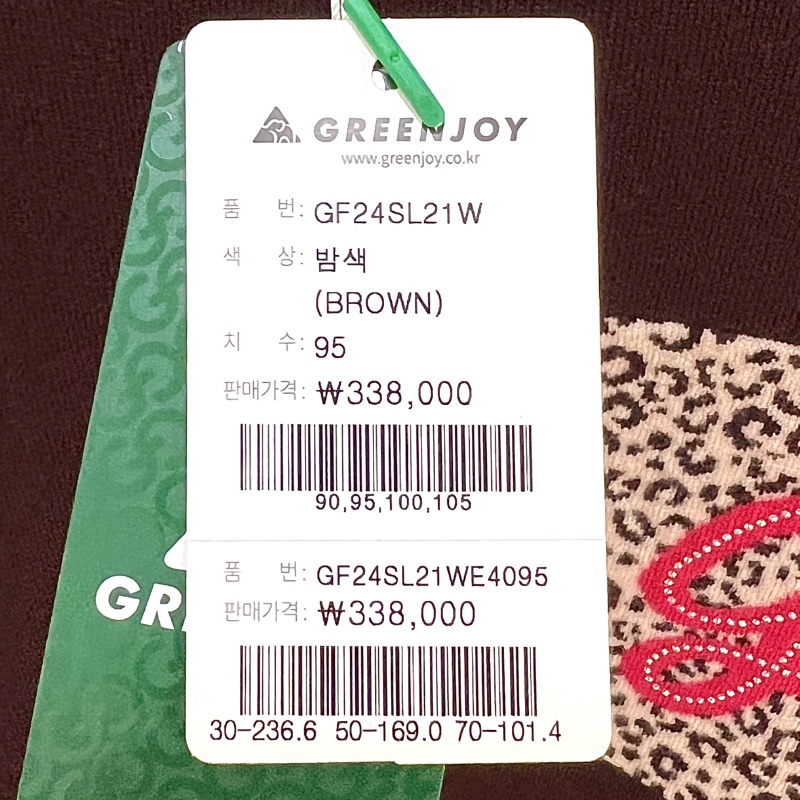 GREENJOY
www.greenjoy.co.kr
품 번: GF24SL21W
색 상: 밤색
(BROWN)
치 수: 95
판매가격: ₩338,000
90,95,100,105
품 번: GF24SL21WE4095
판매가격: ₩338,000
30-236.6 50-169.0 70-101.4
GR